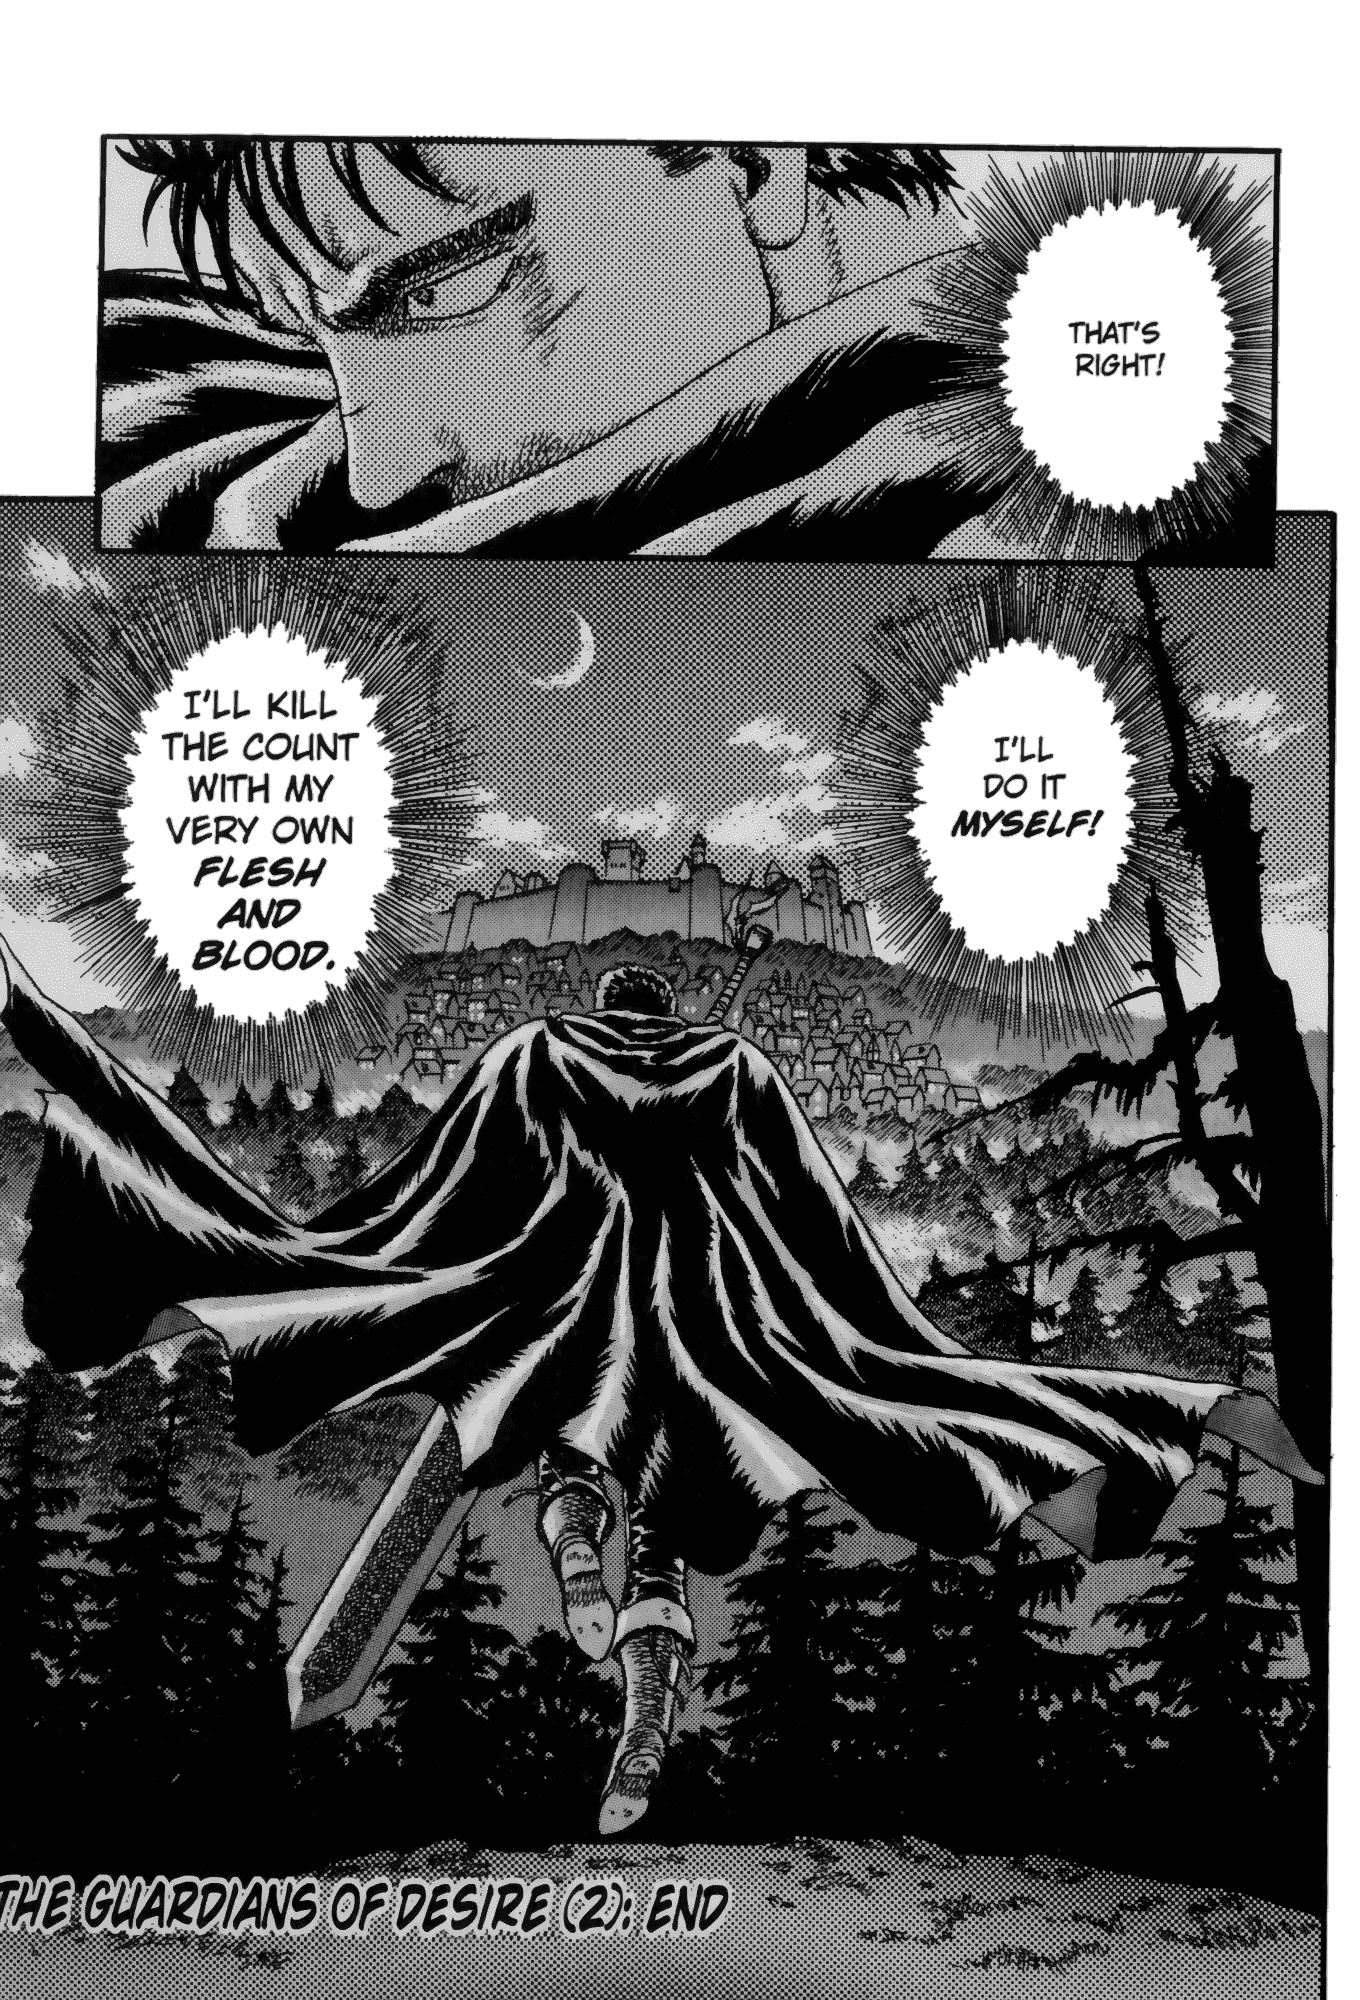 THAT'S
RIGHT!
I'LL
DO IT
MYSELF!
I'LL KILL
THE COUNT
WITH MY
VERY OWN
FLESH
AND
BLOOD.
THE GUARDIANS OF DESIRE (2): END